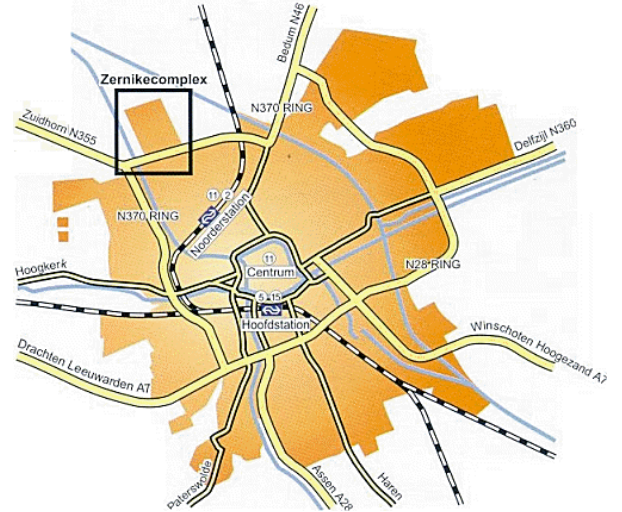 Bedum N46
Zernikecomplex
Zuidhorn N355
N370 RING
Delfzijl N360
11 2
Noorderstation
N370 RING
11
Centrum
N28 RING
Hoogkerk
5 15
Hoofdstation
Winschoten Hoogezand A7
Drachten Leeuwarden A7
Paterswolde
Assen A28
Haren